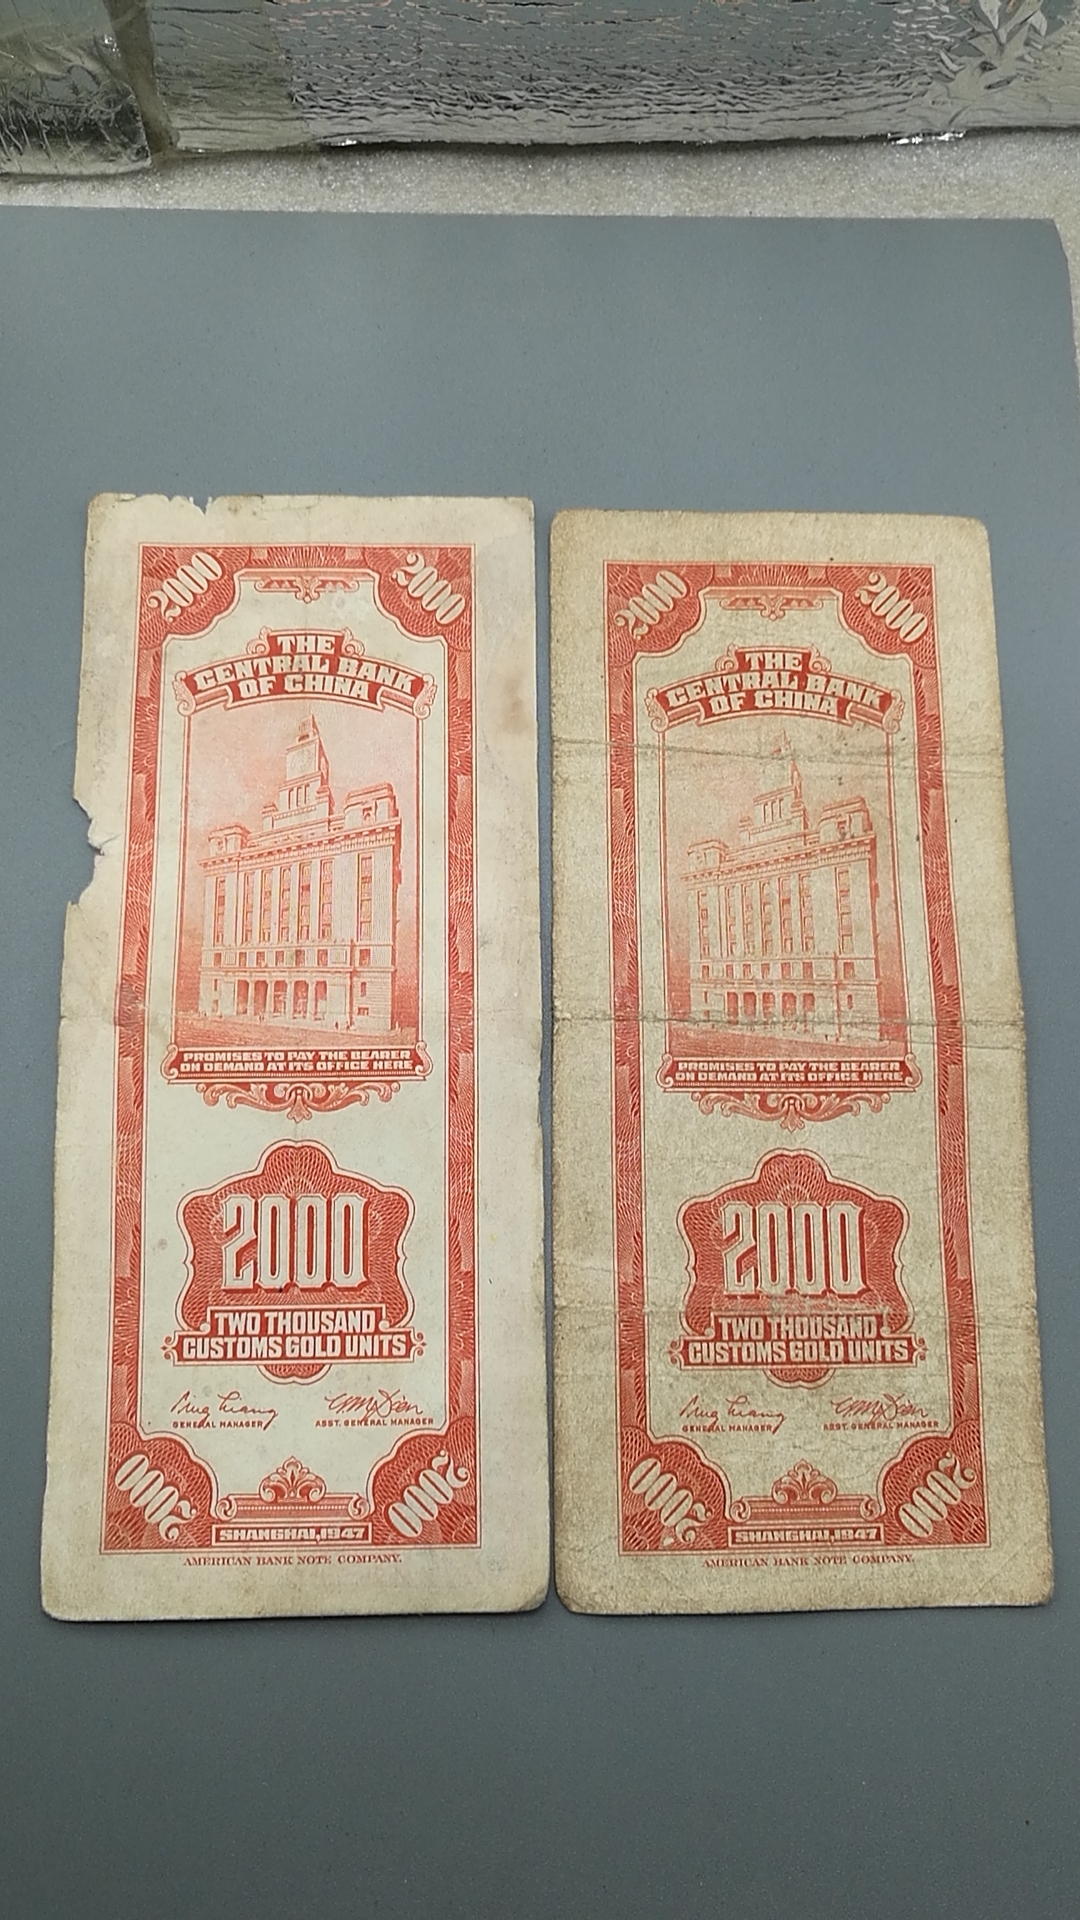 2000 2000
THE
CENTRAL BANK
OF CHINA
PROMISES TO PAY THE BEARER
ON DEMAND AT ITS OFFICE HERE
2000
TWO THOUSAND
CUSTOMS GOLD UNITS
GENERAL MANAGER ASST. GENERAL MANAGER
2000 2000
SHANGHAI, 1947
AMERICAN BANK NOTE COMPANY.
2000 2000
THE
CENTRAL BANK
OF CHINA
PROMISES TO PAY THE BEARER
ON DEMAND AT ITS OFFICE HERE
2000
TWO THOUSAND
CUSTOMS GOLD UNITS
GENERAL MANAGER ASST. GENERAL MANAGER
2000 2000
SHANGHAI, 1947
AMERICAN BANK NOTE COMPANY.